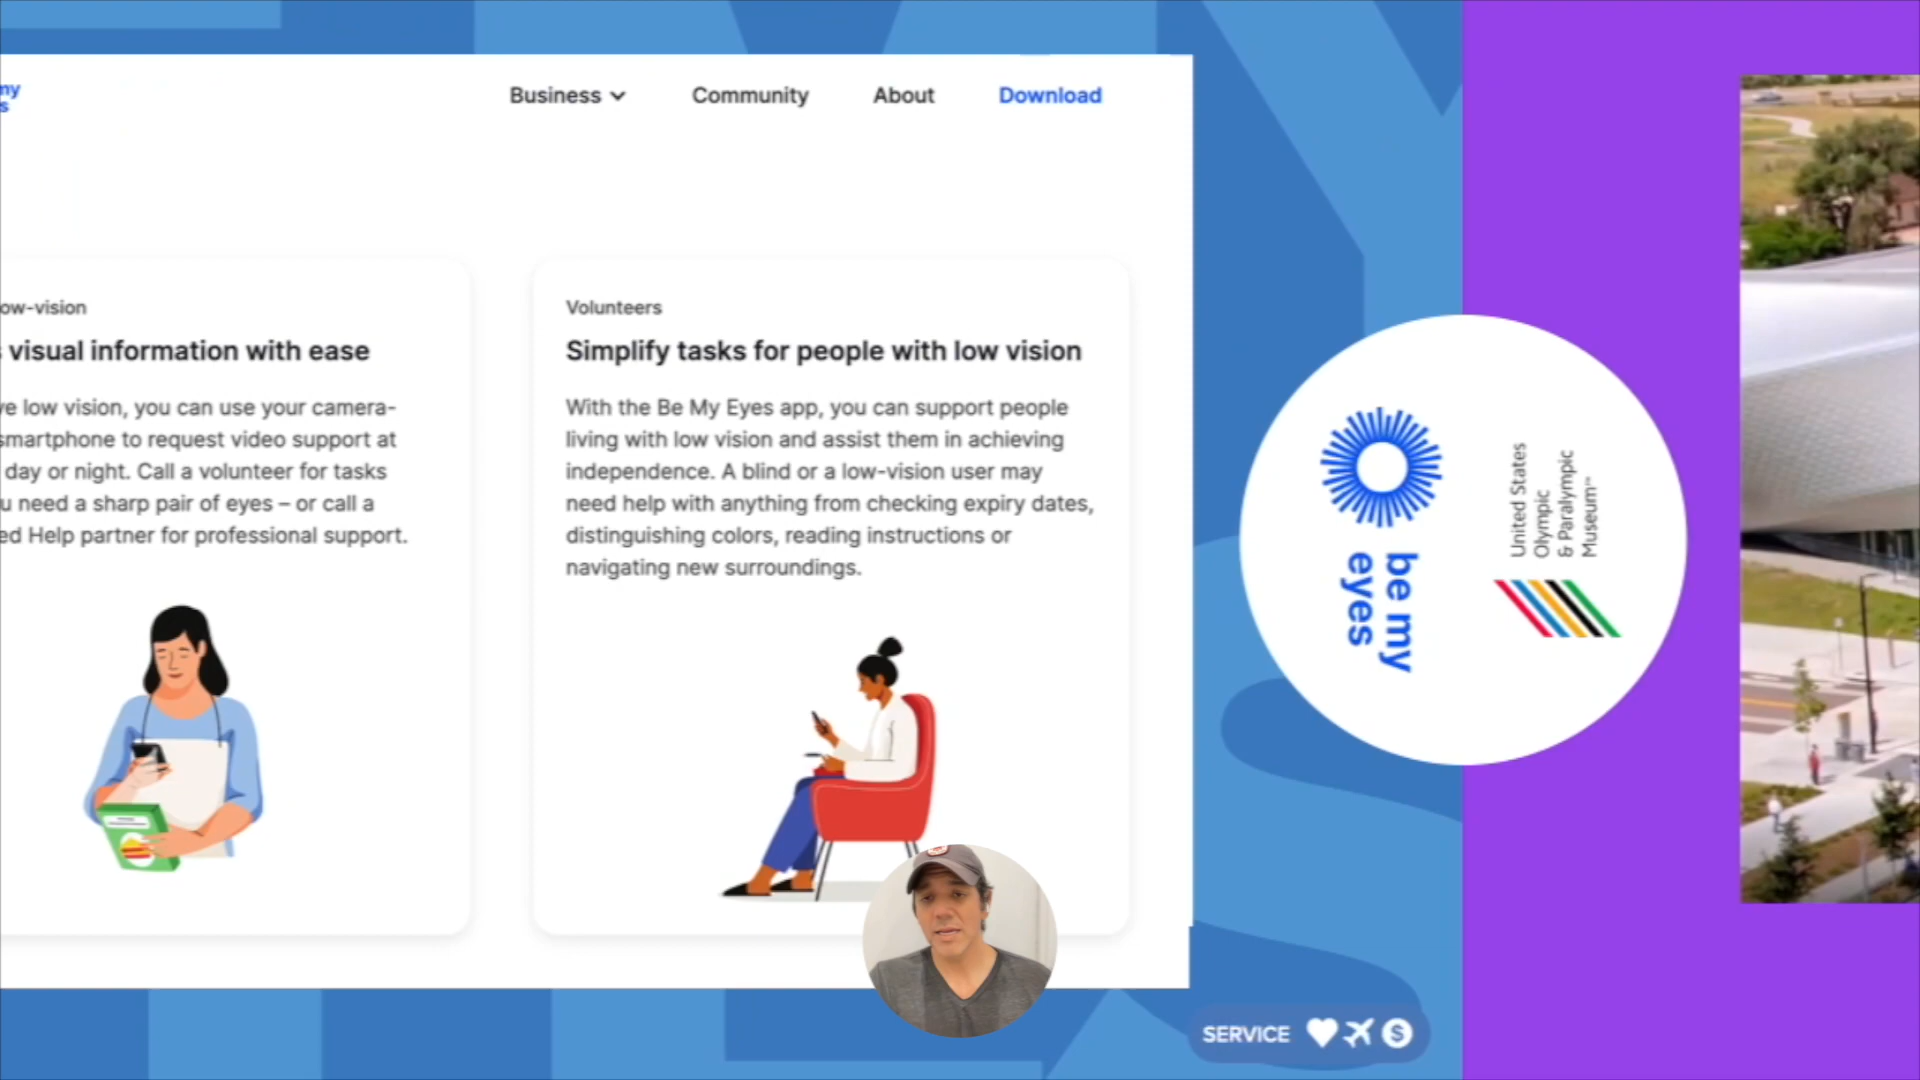 my
s
Business
Community
About
Download
ow-vision
s visual information with ease
ve low vision, you can use your camera-
smartphone to request video support at
day or night. Call a volunteer for tasks
u need a sharp pair of eyes – or call a
ed Help partner for professional support.
Volunteers
Simplify tasks for people with low vision
With the Be My Eyes app, you can support people
living with low vision and assist them in achieving
independence. A blind or a low-vision user may
need help with anything from checking expiry dates,
distinguishing colors, reading instructions or
navigating new surroundings.
be my
eyes
United States
Olympic
& Paralympic
Museum™
SERVICE